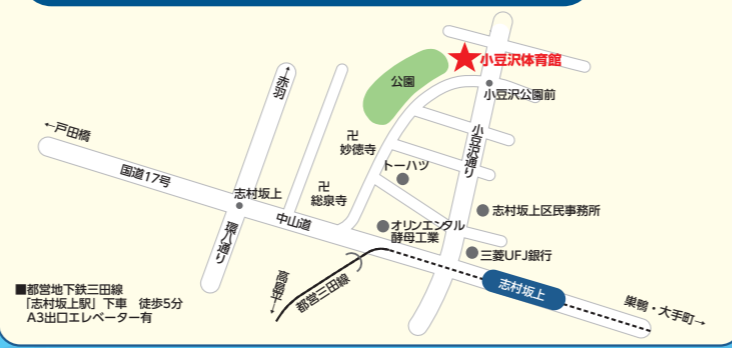 小豆沢体育館
公園
小豆沢公園前
←赤羽
小豆沢通り
←戸田橋
国道17号
卍
妙徳寺
トーハツ
卍
総泉寺
志村坂上
中山道
環八通り
志村坂上区民事務所
オリンエンタル
酵母工業
三菱UFJ銀行
志村坂上
高島平→
都営三田線
巣鴨・大手町→
■都営地下鉄三田線
「志村坂上駅」下車 徒歩5分
A3出口エレベーター有